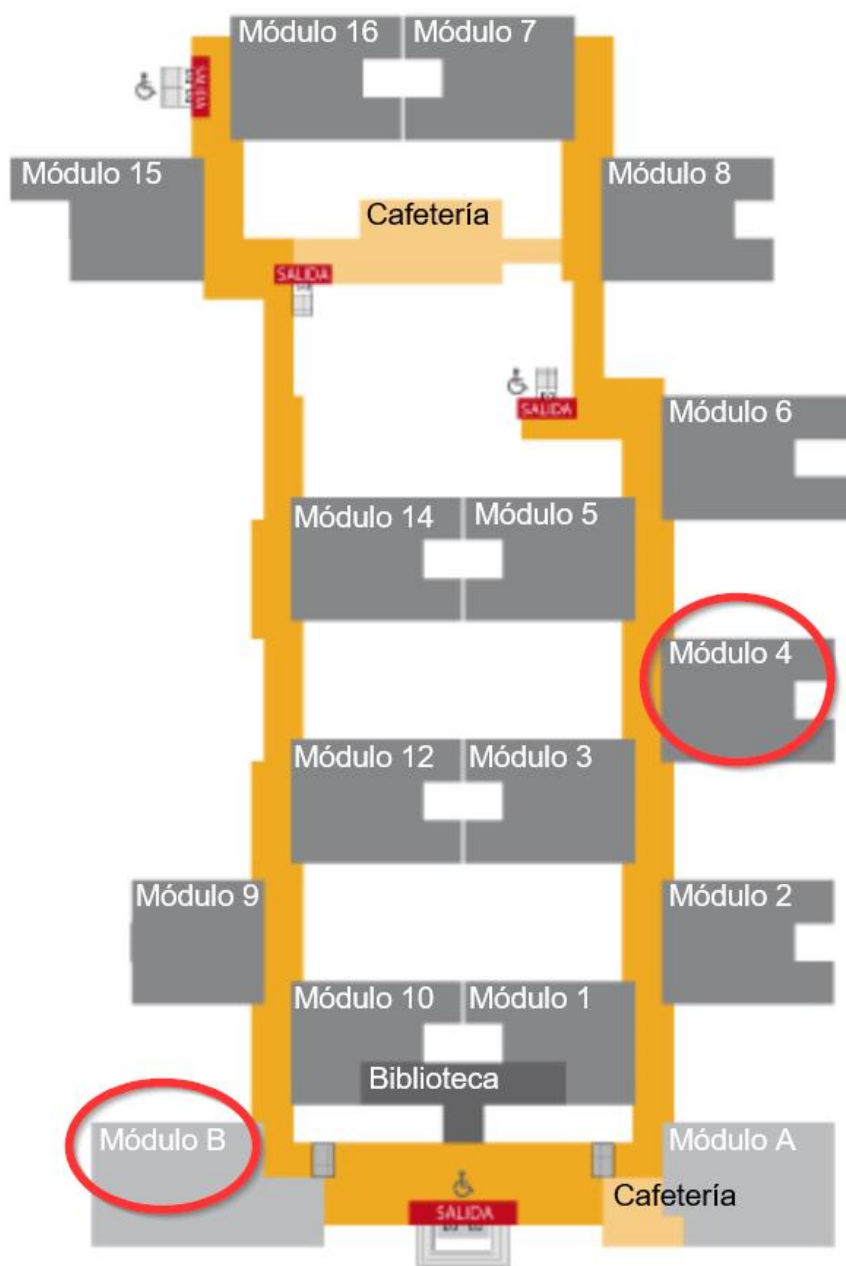 Módulo 16
Módulo 7
SALIDA
Módulo 15
Módulo 8
Cafetería
SALIDA
SALIDA
Módulo 6
Módulo 14
Módulo 5
Módulo 4
Módulo 12
Módulo 3
Módulo 9
Módulo 2
Módulo 10
Módulo 1
Biblioteca
Módulo B
Módulo A
Cafetería
SALIDA